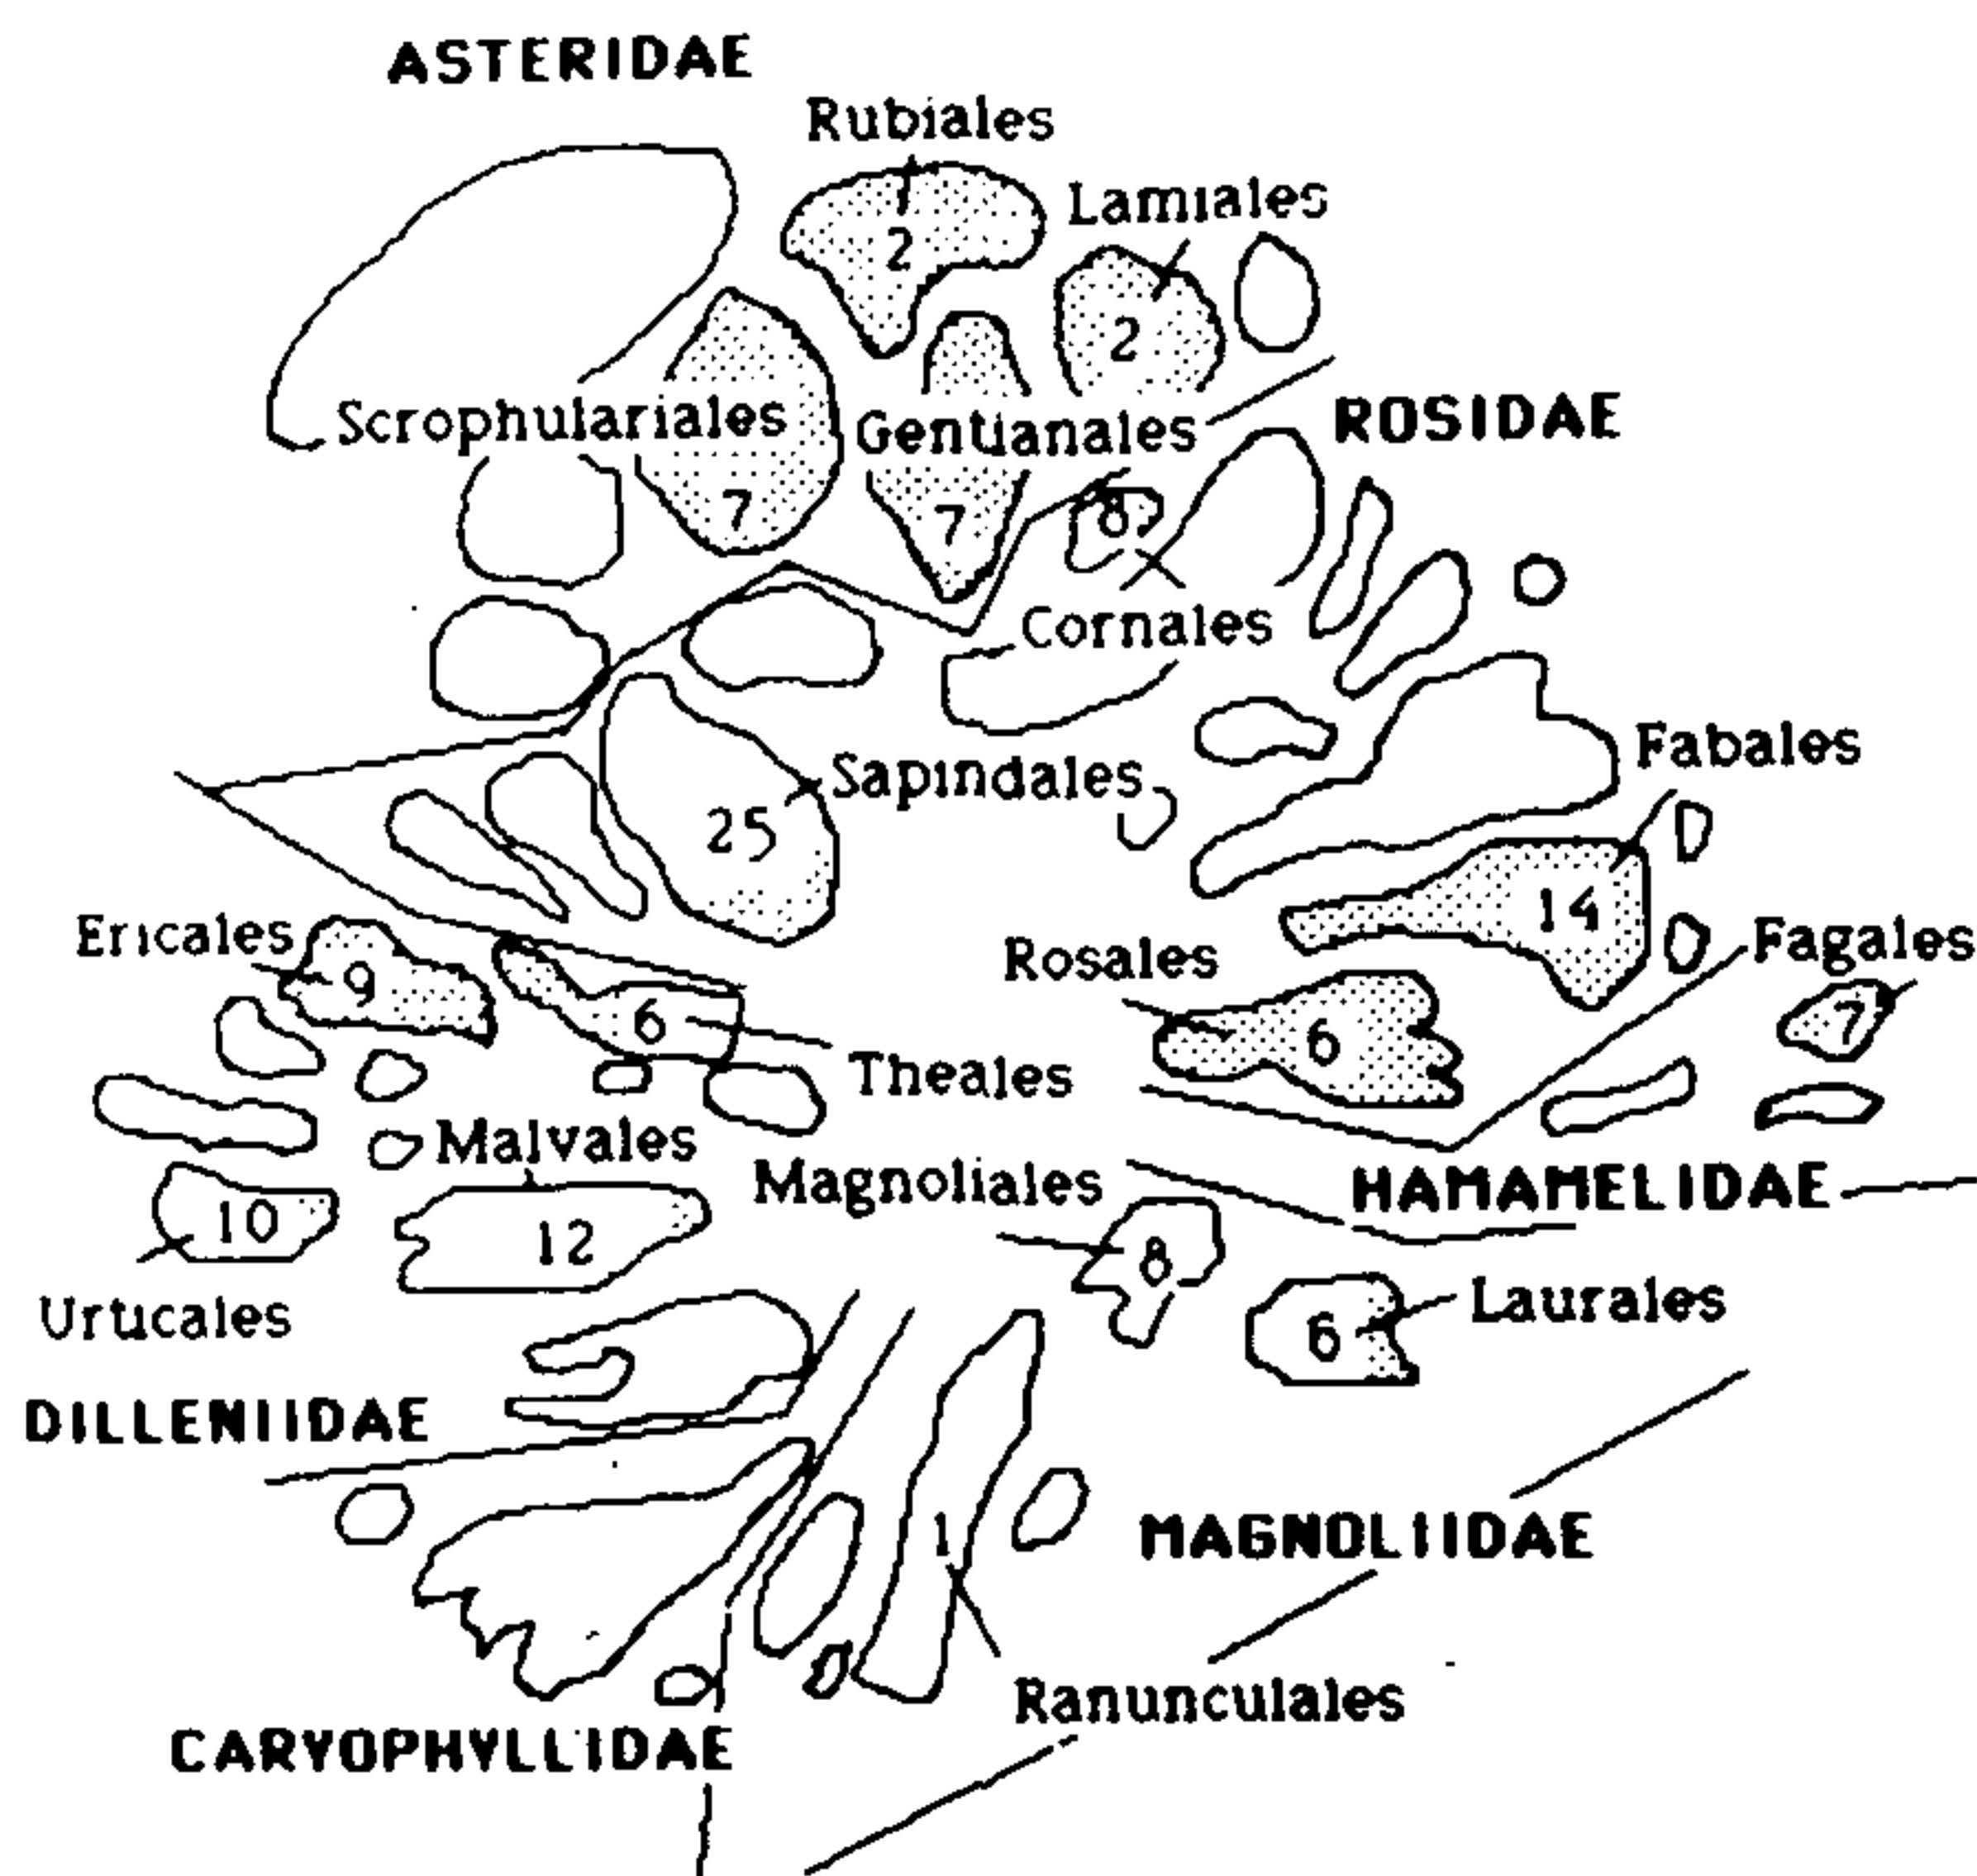 ASTERIDAE
Rubiales
2
Lamiales
2
Scrophulariales
7
Gentianales
7
ROSIDAE
8
Cornales
Fabales
14
Sapindales
25
Ericales
9
6
Theales
Rosales
6
Fagales
7
Malvales
12
10
Urticales
Magnoliales
8
HAMAMELIDAE
6
Laurales
DILLENIIDAE
1
MAGNOLIIDAE
Ranunculales
CARYOPHYLLIDAE